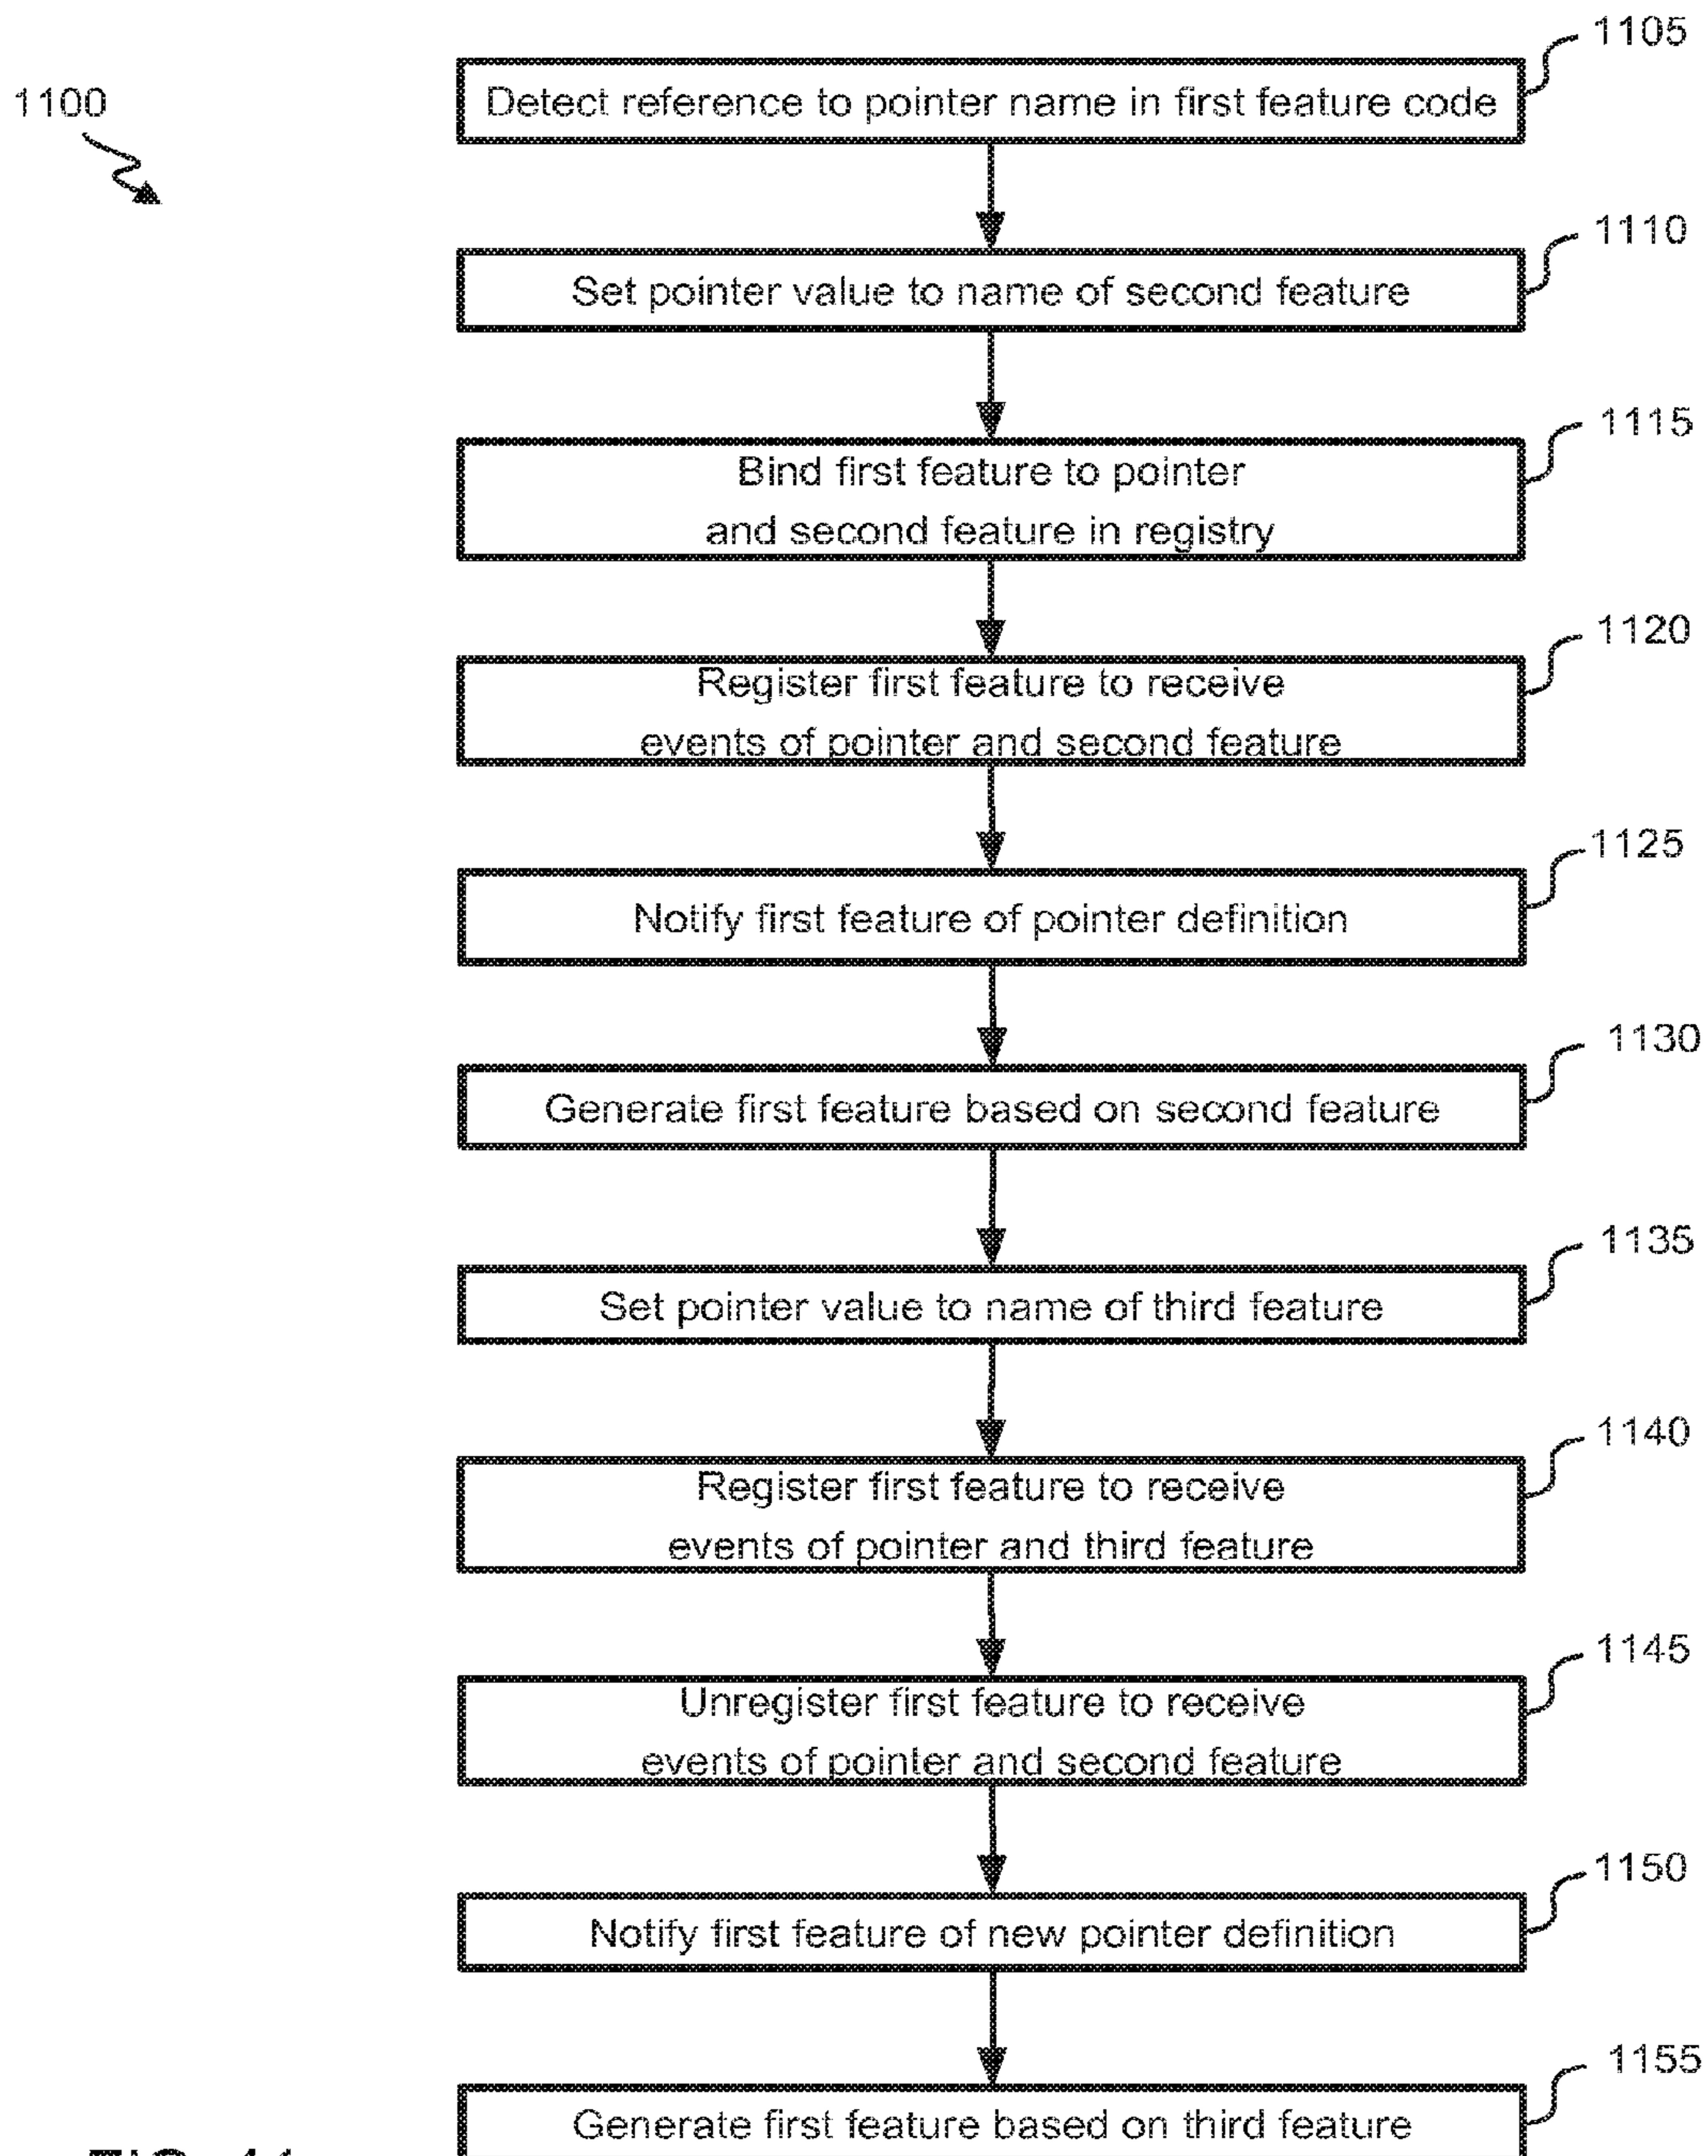 1105
1100
Detect reference to pointer name in first feature code
1110
Set pointer value to name of second feature
1115
Bind first feature to pointer
and second feature in registry
1120
Register first feature to receive
events of pointer and second feature
1125
Notify first feature of pointer definition
1130
Generate first feature based on second feature
1135
Set pointer value to name of third feature
1140
Register first feature to receive
events of pointer and third feature
1145
Unregister first feature to receive
events of pointer and second feature
1150
Notify first feature of new pointer definition
1155
Generate first feature based on third feature